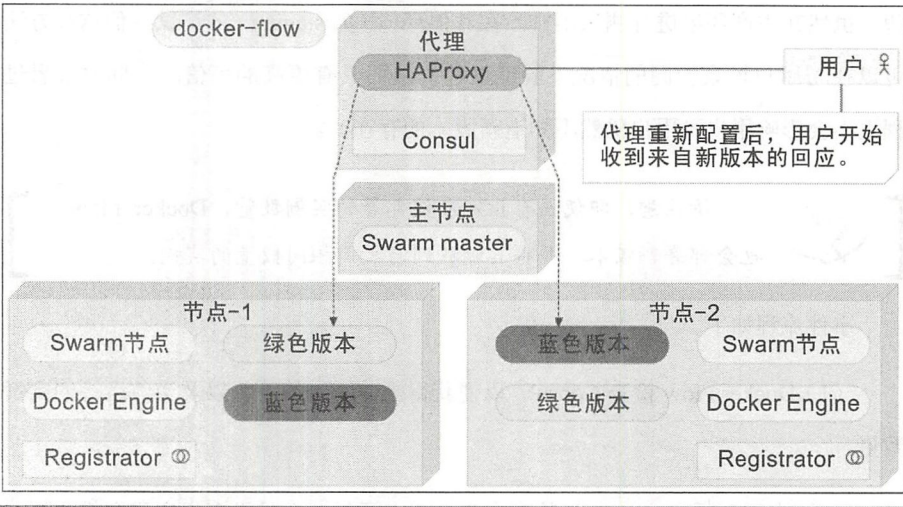 docker-flow
代理
HAProxy
Consul
用户
代理重新配置后，用户开始
收到来自新版本的回应。
主节点
Swarm master
节点-1
Swarm节点
绿色版本
Docker Engine
蓝色版本
Registrator
节点-2
蓝色版本
Swarm节点
绿色版本
Docker Engine
Registrator